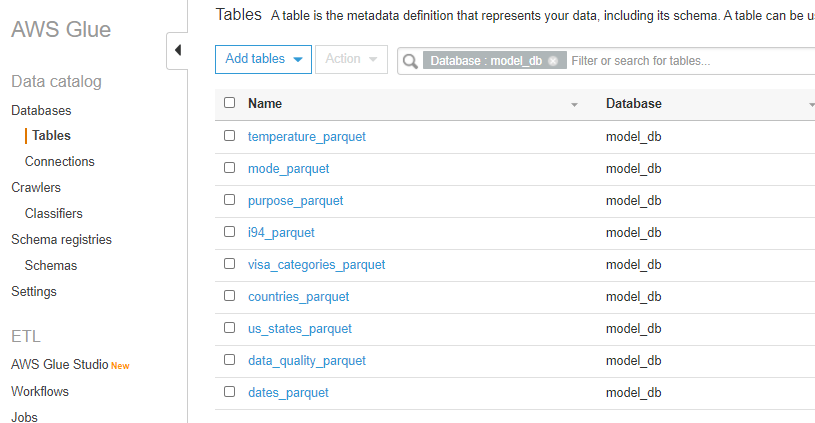 AWS Glue
Data catalog
Databases
Tables
Connections
Crawlers
Classifiers
Schema registries
Schemas
Settings
ETL
AWS Glue Studio New
Workflows
Jobs
Tables A table is the metadata definition that represents your data, including its schema. A table can be
Add tables Action Database : model_db Filter or search for tables...
Name Database
temperature_parquet model_db
mode_parquet model_db
purpose_parquet model_db
i94_parquet model_db
visa_categories_parquet model_db
countries_parquet model_db
us_states_parquet model_db
data_quality_parquet model_db
dates_parquet model_db